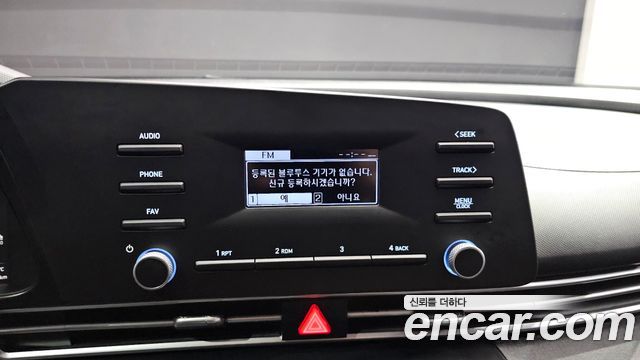 AUDIO
PHONE
FAV
FM
--:--
등록된 블루투스 기기가 없습니다.
신규 등록하시겠습니까?
1 예 2 아니요
<SEEK
TRACK>
MENU
CLOCK
1 RPT
2 RDM
3
4 BACK
신뢰를 더하다
encar.com